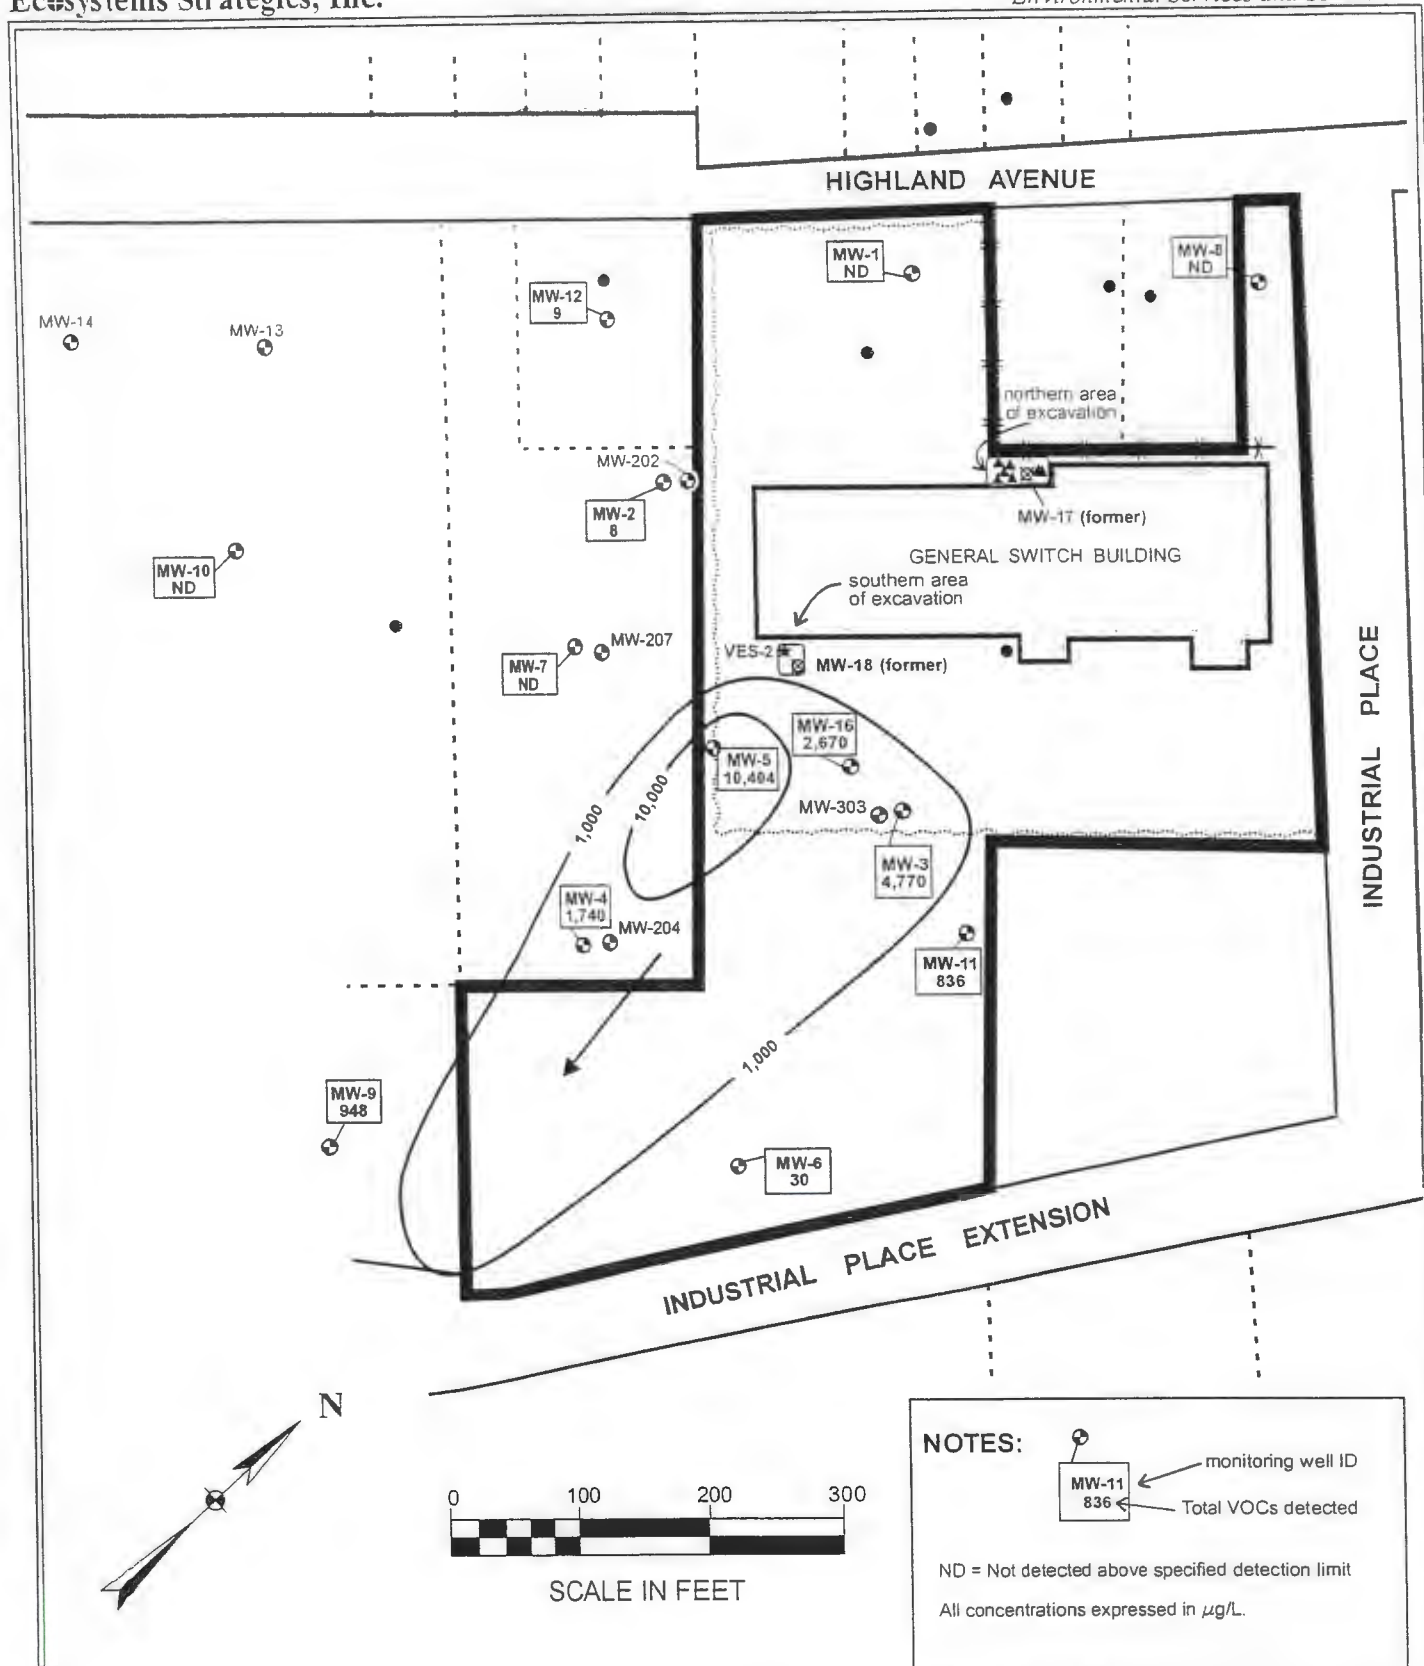 Ecosystems Strategies, Inc.
Environmental Services and
HIGHLAND AVENUE
MW-1
ND
MW-8
ND
MW-12
9
MW-14
MW-13
northern area
of excavation
MW-202
MW-2
8
MW-17 (former)
GENERAL SWITCH BUILDING
MW-10
ND
southern area
of excavation
MW-207
MW-7
ND
VES-2
MW-18 (former)
INDUSTRIAL PLACE
MW-16
2,670
MW-5
10,404
10,000
1,000
MW-303
MW-3
4,770
MW-4
1,740
MW-204
MW-11
836
1,000
MW-9
948
MW-6
30
INDUSTRIAL PLACE EXTENSION
N
0 100 200 300
SCALE IN FEET
NOTES:
monitoring well ID
MW-11
836
Total VOCs detected
ND = Not detected above specified detection limit
All concentrations expressed in µg/L.